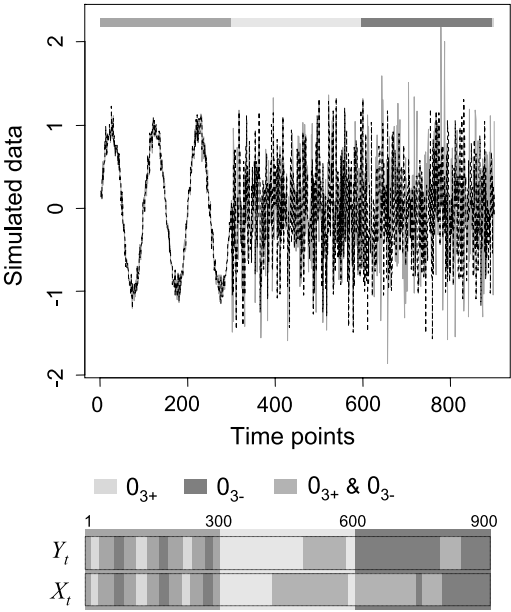 2
1
0
-1
-2
Simulated data
0 200 400 600 800
Time points
0₃₊ 0₃₋ 0₃₊ & 0₃₋
1 300 600 900
Yₜ
Xₜ